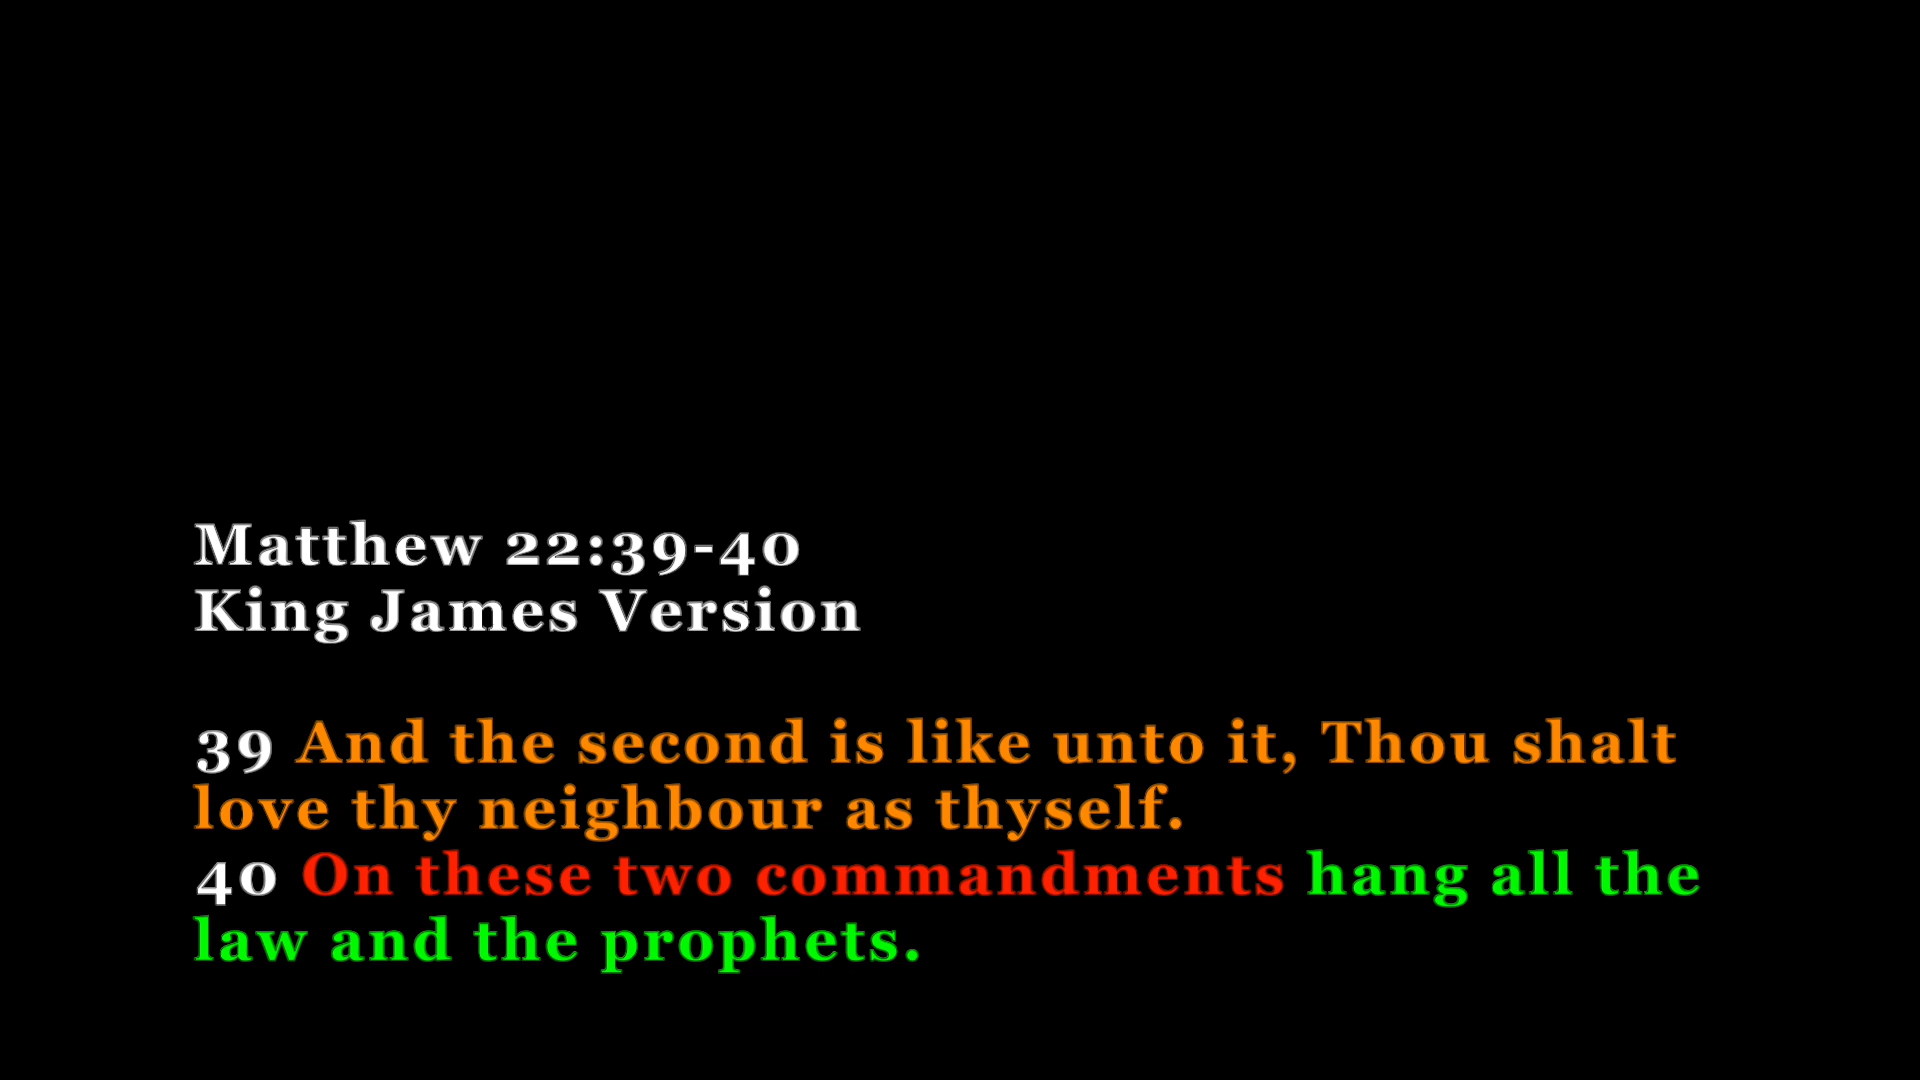 Matthew 22:39-40
King James Version
39 And the second is like unto it, Thou shalt
love thy neighbour as thyself.
40 On these two commandments hang all the
law and the prophets.